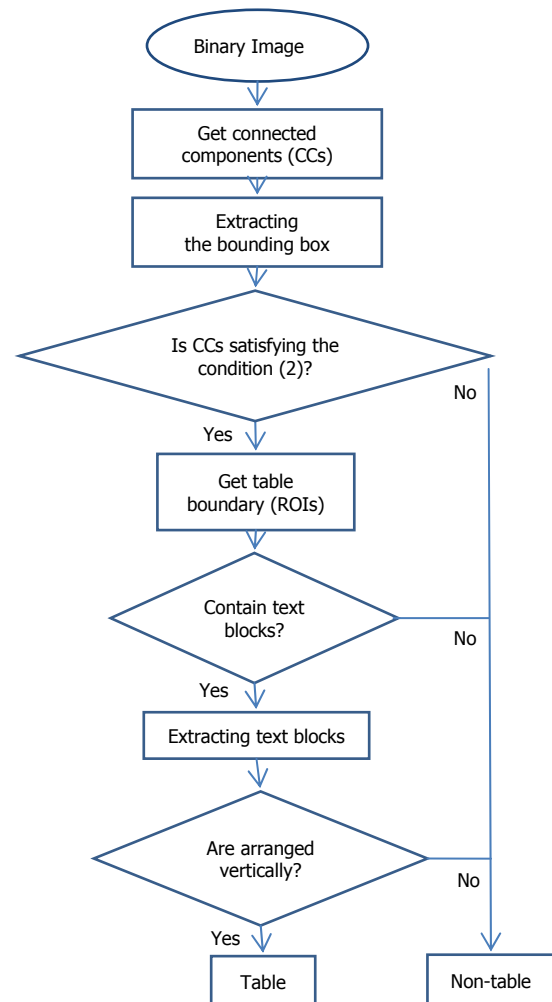 Binary Image
Get connected
components (CCs)
Extracting
the bounding box
Is CCs satisfying the
condition (2)?
No
Yes
Get table
boundary (ROIs)
Contain text
blocks?
No
Yes
Extracting text blocks
Are arranged
vertically?
No
Yes
Table
Non-table